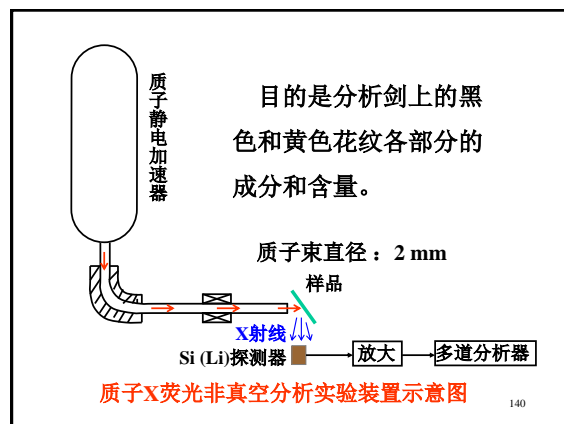 质子静电加速器
目的是分析剑上的黑
色和黄色花纹各部分的
成分和含量。
质子束直径 ：2 mm
样品
X射线
Si (Li)探测器
放大
多道分析器
质子X荧光非真空分析实验装置示意图
140